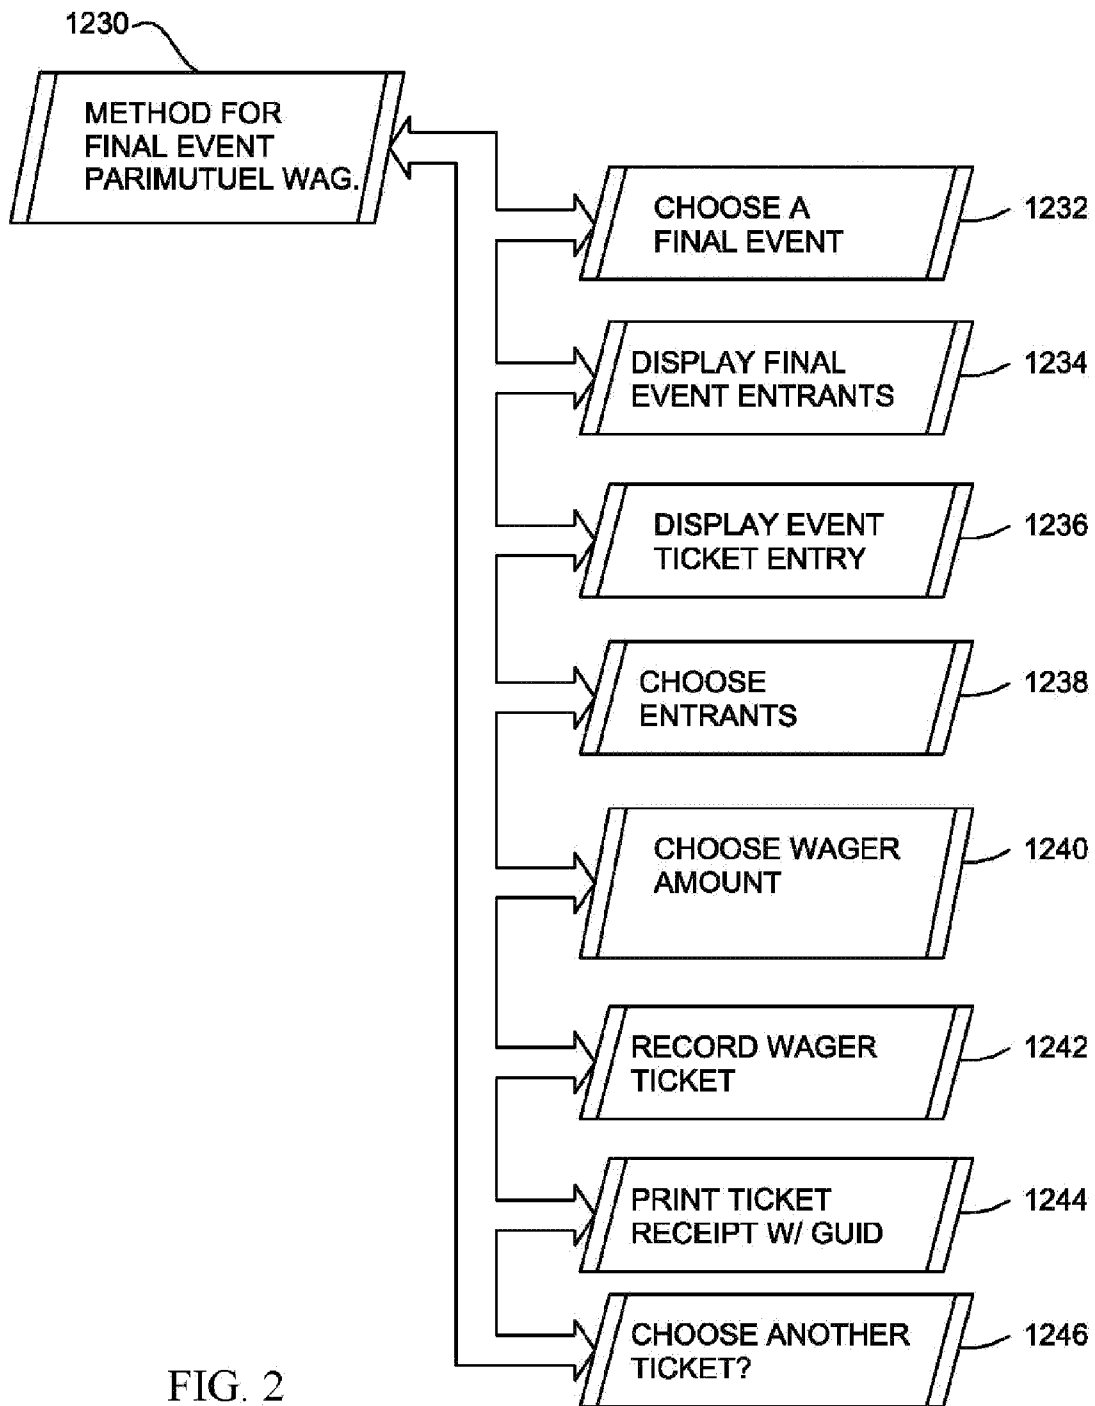 1230
METHOD FOR
FINAL EVENT
PARIMUTUEL WAG.
CHOOSE A
FINAL EVENT
1232
DISPLAY FINAL
EVENT ENTRANTS
1234
DISPLAY EVENT
TICKET ENTRY
1236
CHOOSE
ENTRANTS
1238
CHOOSE WAGER
AMOUNT
1240
RECORD WAGER
TICKET
1242
PRINT TICKET
RECEIPT W/ GUID
1244
CHOOSE ANOTHER
TICKET?
1246
FIG. 2